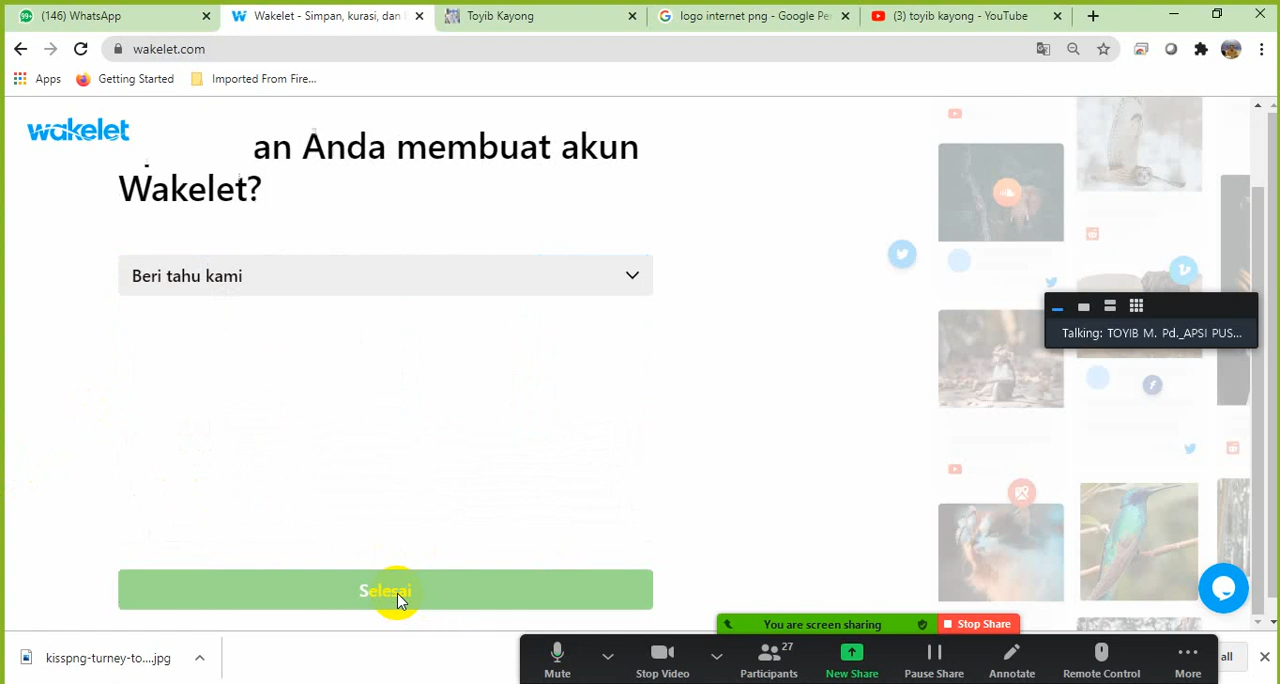 (146) WhatsApp
Wakelet - Simpan, kurasi, dan
Toyib Kayong
logo internet png - Google Pe
(3) toyib kayong - YouTube
wakelet.com
Apps
Getting Started
Imported From Fire...
wakelet
an Anda membuat akun
Wakelet?
Beri tahu kami
Talking: TOYIB M. Pd._APSI PUS...
Selesai
You are screen sharing
Stop Share
kisspng-turney-to....jpg
Mute
Stop Video
27
Participants
New Share
Pause Share
Annotate
Remote Control
More
all